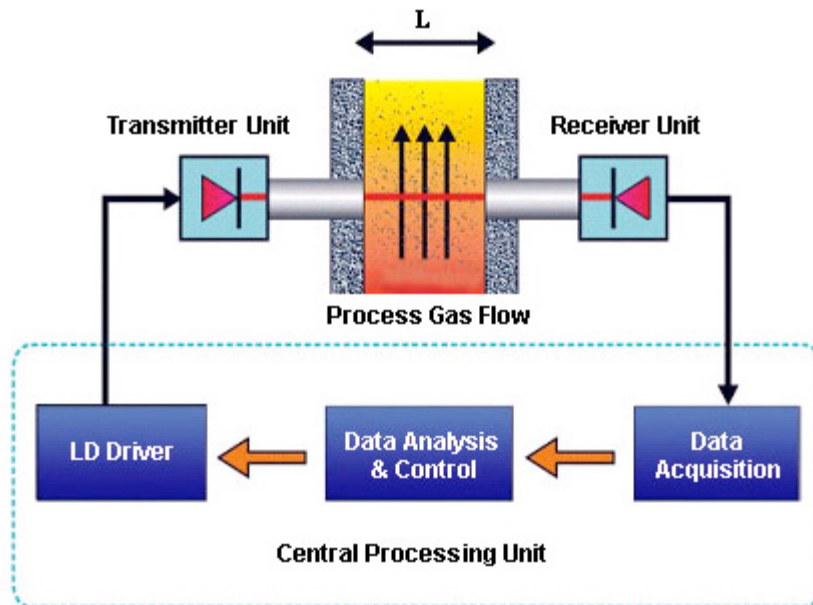 L
Transmitter Unit
Receiver Unit
Process Gas Flow
LD Driver
Data Analysis
& Control
Data
Acquisition
Central Processing Unit